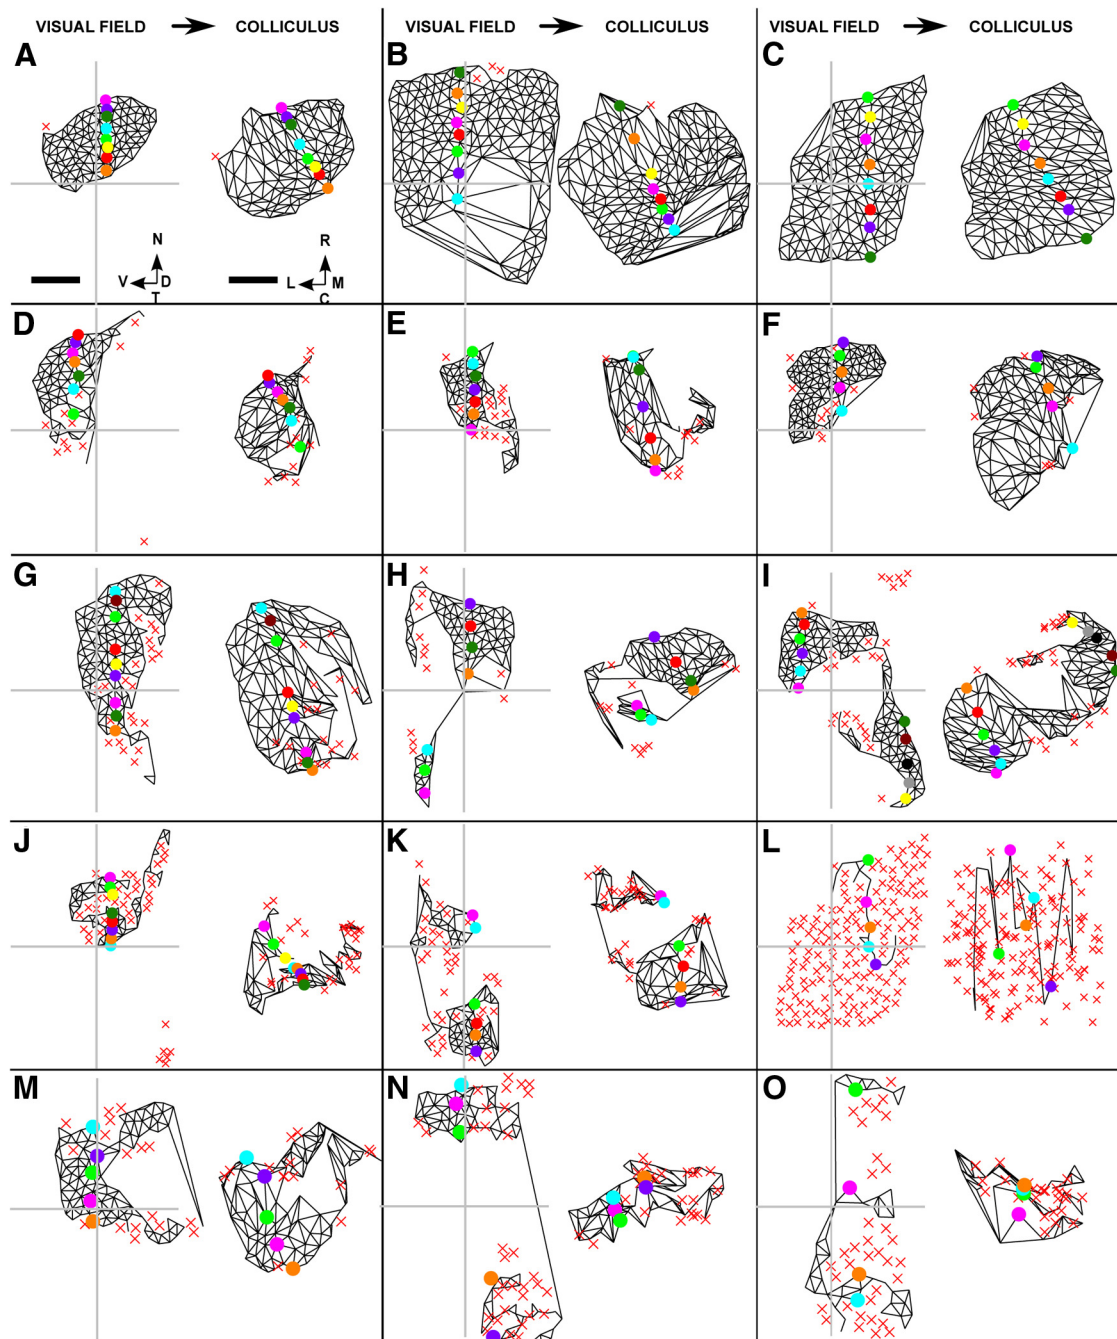 VISUAL FIELD COLLICULUS VISUAL FIELD COLLICULUS VISUAL FIELD COLLICULUS
A B C
N R
V D L M
T C
D E F
G H I
J K L
M N O